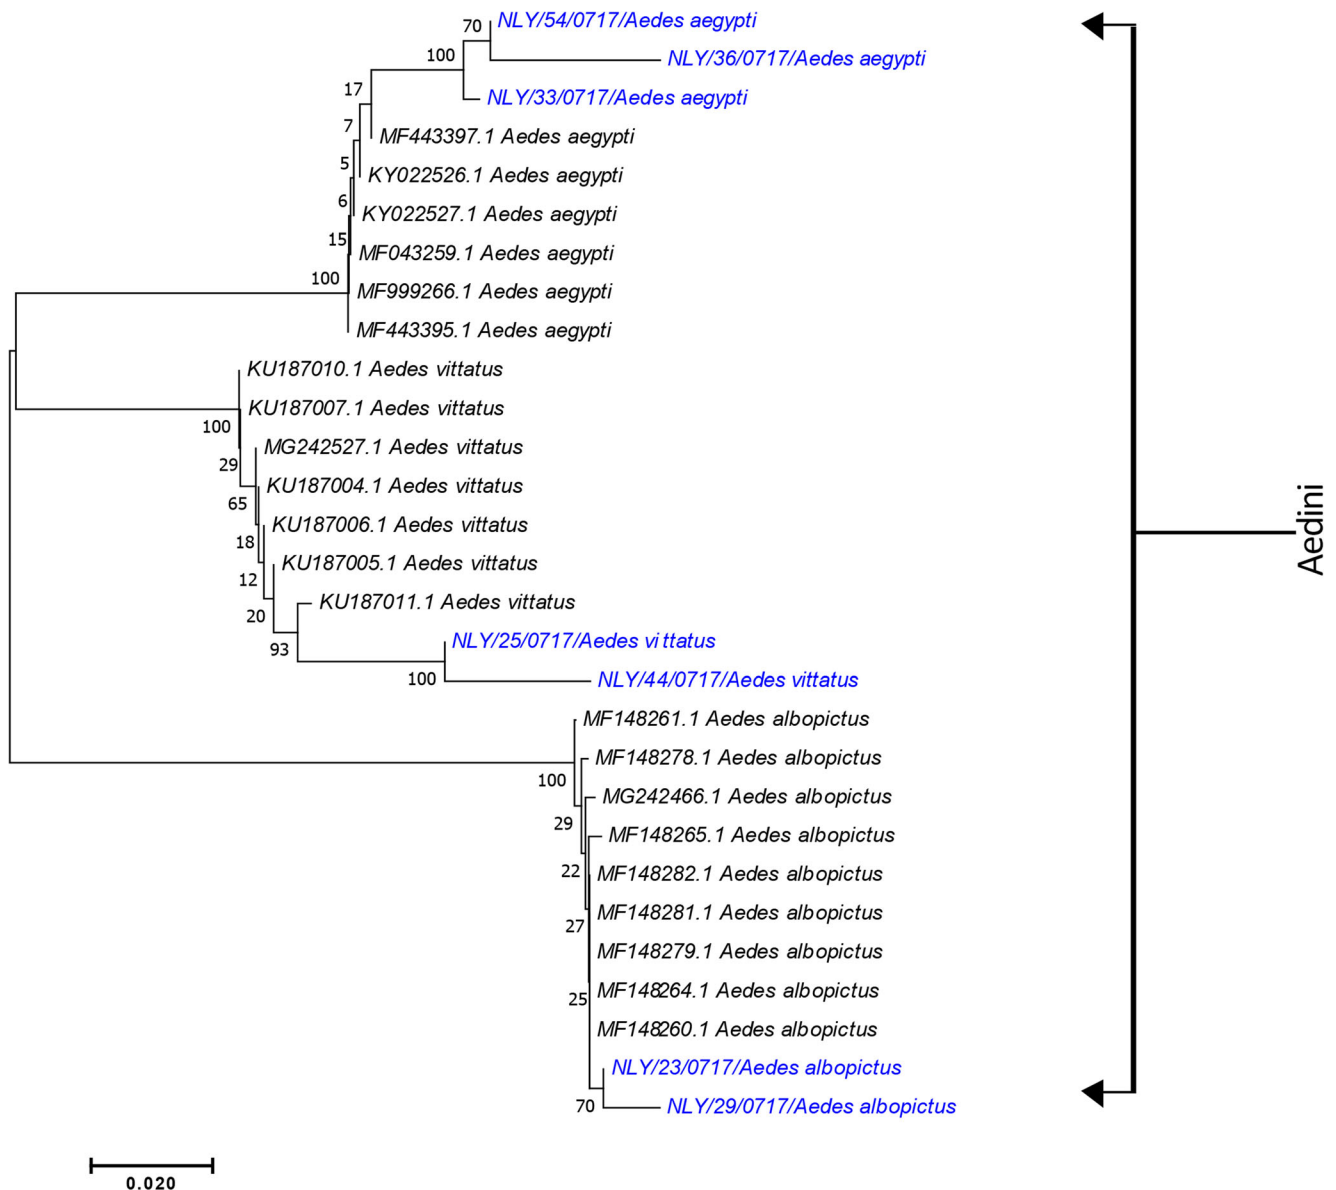 70
NLY/54/0717/Aedes aegypti
100
NLY/36/0717/Aedes aegypti
17
NLY/33/0717/Aedes aegypti
7
MF443397.1 Aedes aegypti
5
KY022526.1 Aedes aegypti
6
KY022527.1 Aedes aegypti
15
MF043259.1 Aedes aegypti
100
MF999266.1 Aedes aegypti
MF443395.1 Aedes aegypti
KU187010.1 Aedes vittatus
KU187007.1 Aedes vittatus
100
MG242527.1 Aedes vittatus
29
KU187004.1 Aedes vittatus
65
KU187006.1 Aedes vittatus
18
KU187005.1 Aedes vittatus
12
KU187011.1 Aedes vittatus
20
NLY/25/0717/Aedes vittatus
93
NLY/44/0717/Aedes vittatus
100
MF148261.1 Aedes albopictus
MF148278.1 Aedes albopictus
100
MG242466.1 Aedes albopictus
29
MF148265.1 Aedes albopictus
22
MF148282.1 Aedes albopictus
MF148281.1 Aedes albopictus
27
MF148279.1 Aedes albopictus
MF148264.1 Aedes albopictus
25
MF148260.1 Aedes albopictus
NLY/23/0717/Aedes albopictus
70
NLY/29/0717/Aedes albopictus
Aedini
0.020